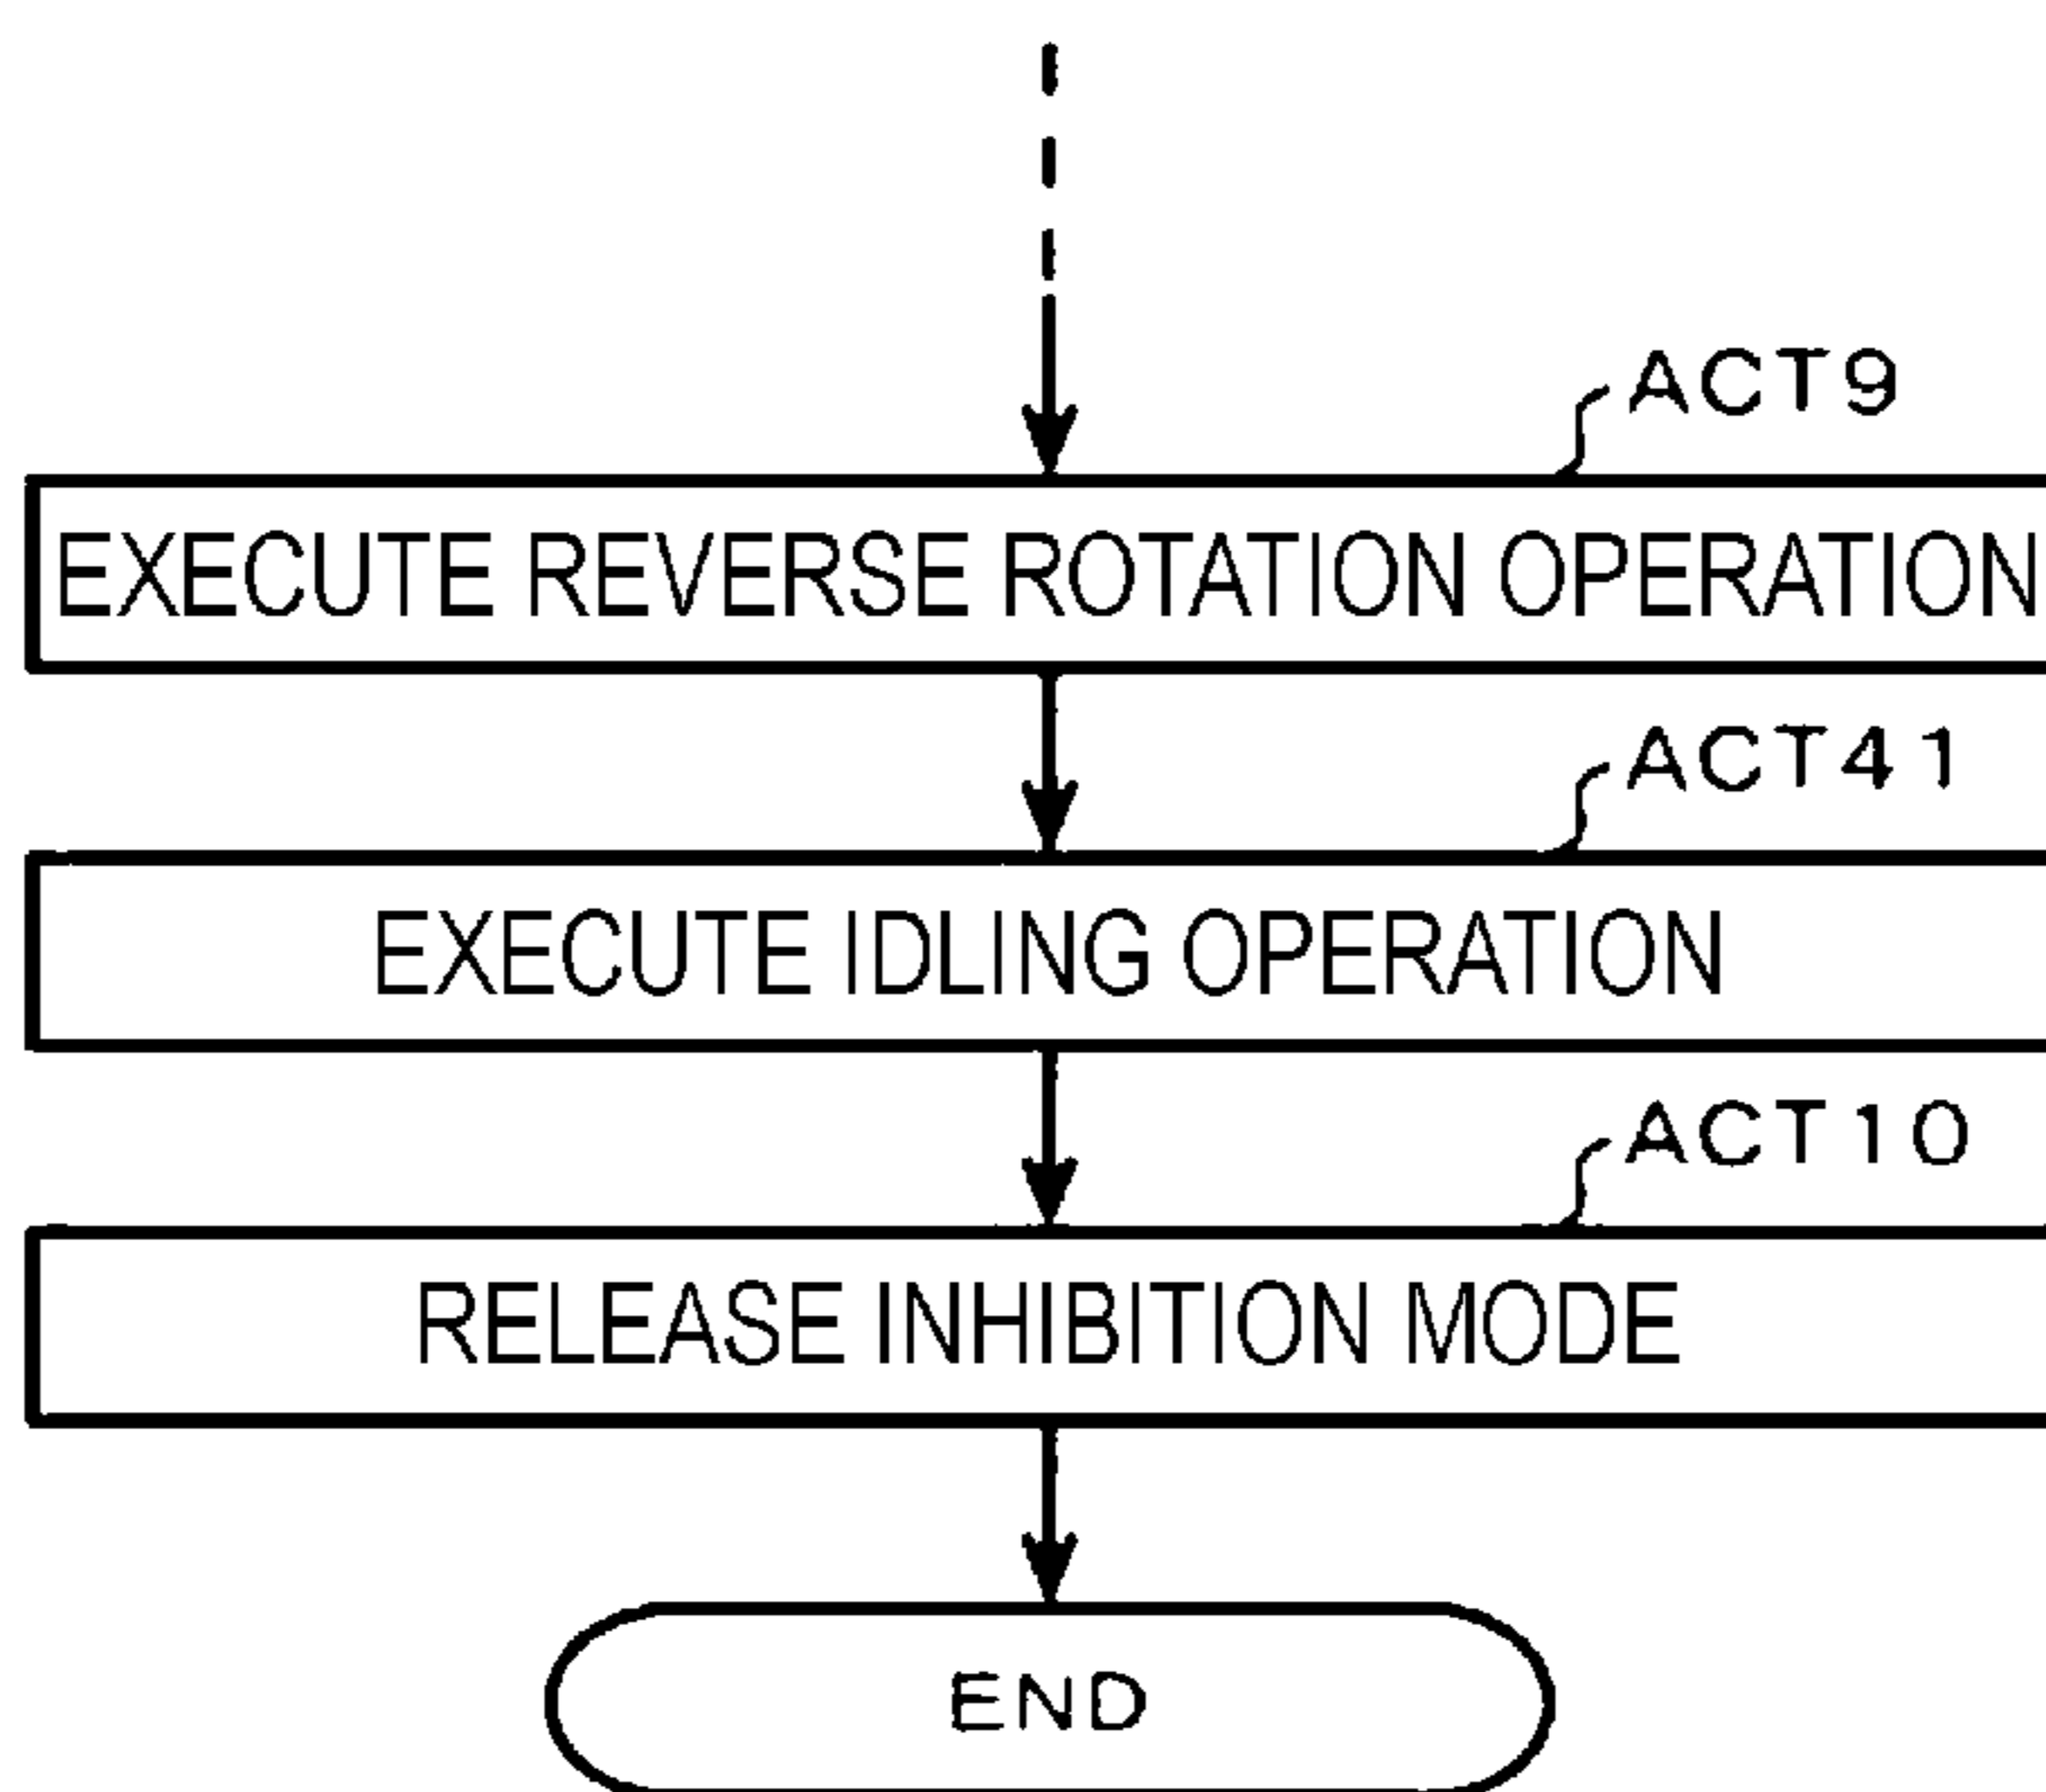 ACT9
EXECUTE REVERSE ROTATION OPERATION
ACT41
EXECUTE IDLING OPERATION
ACT10
RELEASE INHIBITION MODE
END